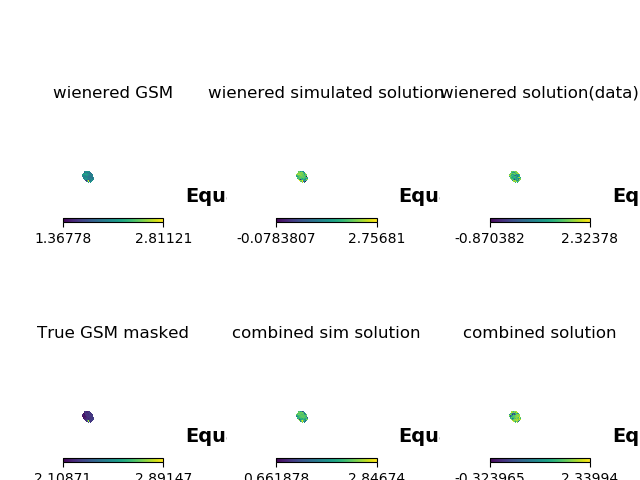 wienered GSM wienered simulated solution wienered solution(data)
Equ Equ Eq
1.36778 2.81121 -0.0783807 2.75681 -0.870382 2.32378
True GSM masked combined sim solution combined solution
Equ Equ Eq
2.10871 2.89147 0.661878 2.84674 -0.323965 2.33994